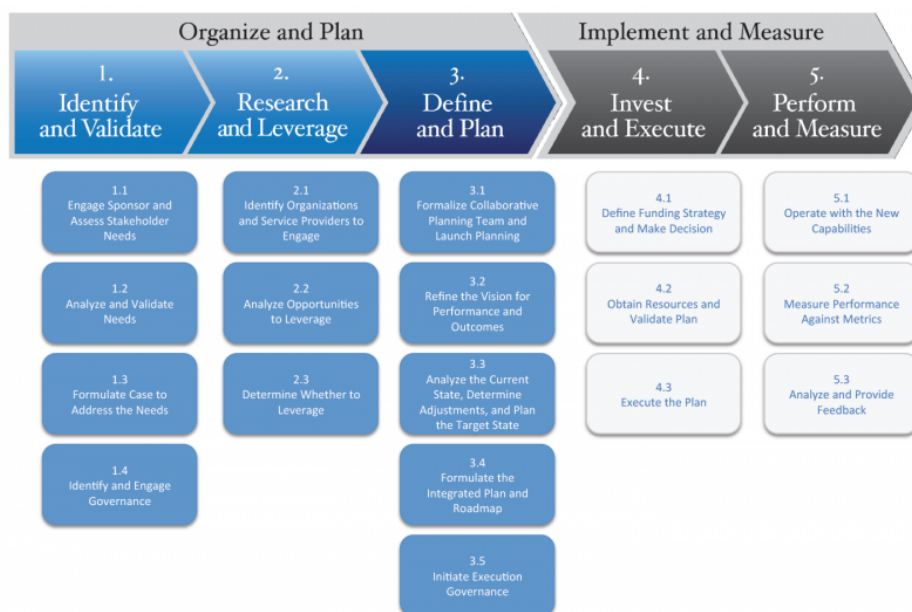 Organize and Plan
Implement and Measure
1.
Identify
and Validate
2.
Research
and Leverage
3.
Define
and Plan
4.
Invest
and Execute
5.
Perform
and Measure
1.1
Engage Sponsor and
Assess Stakeholder
Needs
1.2
Analyze and Validate
Needs
1.3
Formulate Case to
Address the Needs
1.4
Identify and Engage
Governance
2.1
Identify Organizations
and Service Providers to
Engage
2.2
Analyze Opportunities
to Leverage
2.3
Determine Whether to
Leverage
3.1
Formalize Collaborative
Planning Team and
Launch Planning
3.2
Refine the Vision for
Performance and
Outcomes
3.3
Analyze the Current
State, Determine
Adjustments, and Plan
the Target State
3.4
Formulate the
Integrated Plan and
Roadmap
3.5
Initiate Execution
Governance
4.1
Define Funding Strategy
and Make Decision
4.2
Obtain Resources and
Validate Plan
4.3
Execute the Plan
5.1
Operate with the New
Capabilities
5.2
Measure Performance
Against Metrics
5.3
Analyze and Provide
Feedback